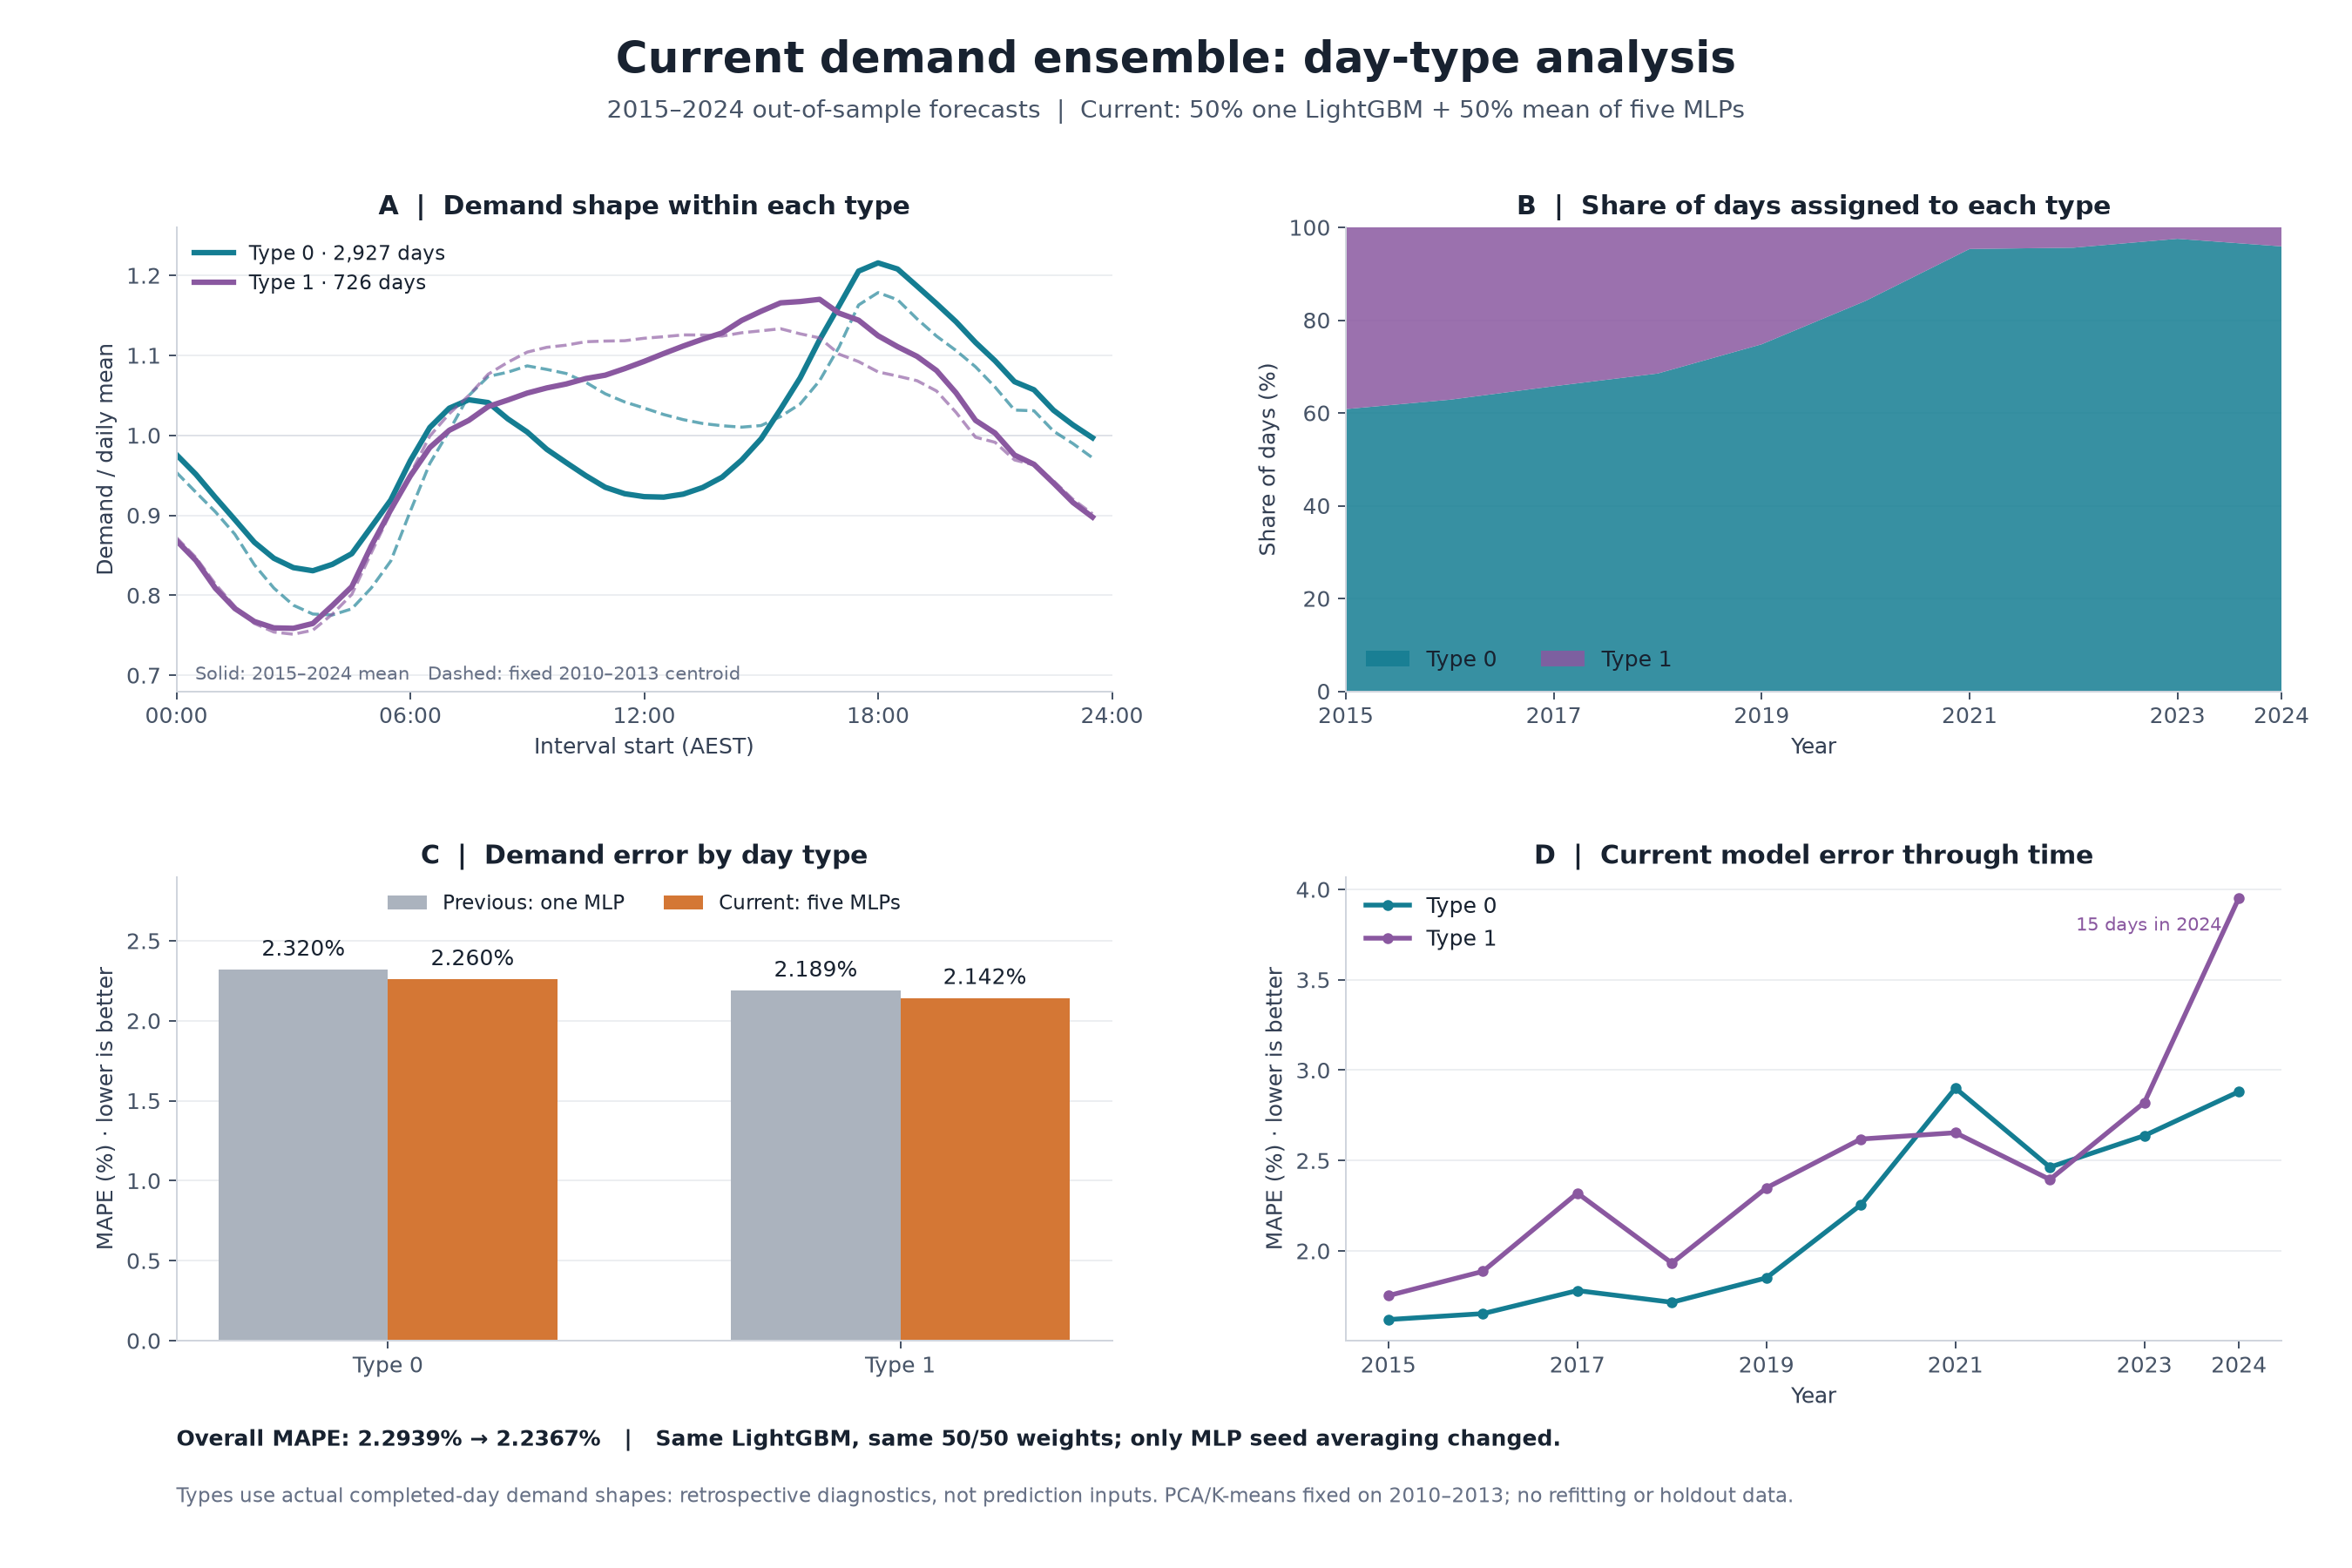 Current demand ensemble: day-type analysis
2015–2024 out-of-sample forecasts | Current: 50% one LightGBM + 50% mean of five MLPs
A | Demand shape within each type
Type 0 · 2,927 days
Type 1 · 726 days
Demand / daily mean
1.2
1.1
1.0
0.9
0.8
0.7
Solid: 2015–2024 mean Dashed: fixed 2010–2013 centroid
00:00 06:00 12:00 18:00 24:00
Interval start (AEST)
B | Share of days assigned to each type
Share of days (%)
100
80
60
40
20
0
Type 0 Type 1
2015 2017 2019 2021 2023 2024
Year
C | Demand error by day type
Previous: one MLP Current: five MLPs
MAPE (%) · lower is better
2.5
2.0
1.5
1.0
0.5
0.0
2.320% 2.260% 2.189% 2.142%
Type 0 Type 1
D | Current model error through time
Type 0
Type 1
15 days in 2024
MAPE (%) · lower is better
4.0
3.5
3.0
2.5
2.0
2015 2017 2019 2021 2023 2024
Year
Overall MAPE: 2.2939% → 2.2367% | Same LightGBM, same 50/50 weights; only MLP seed averaging changed.
Types use actual completed-day demand shapes: retrospective diagnostics, not prediction inputs. PCA/K-means fixed on 2010–2013; no refitting or holdout data.